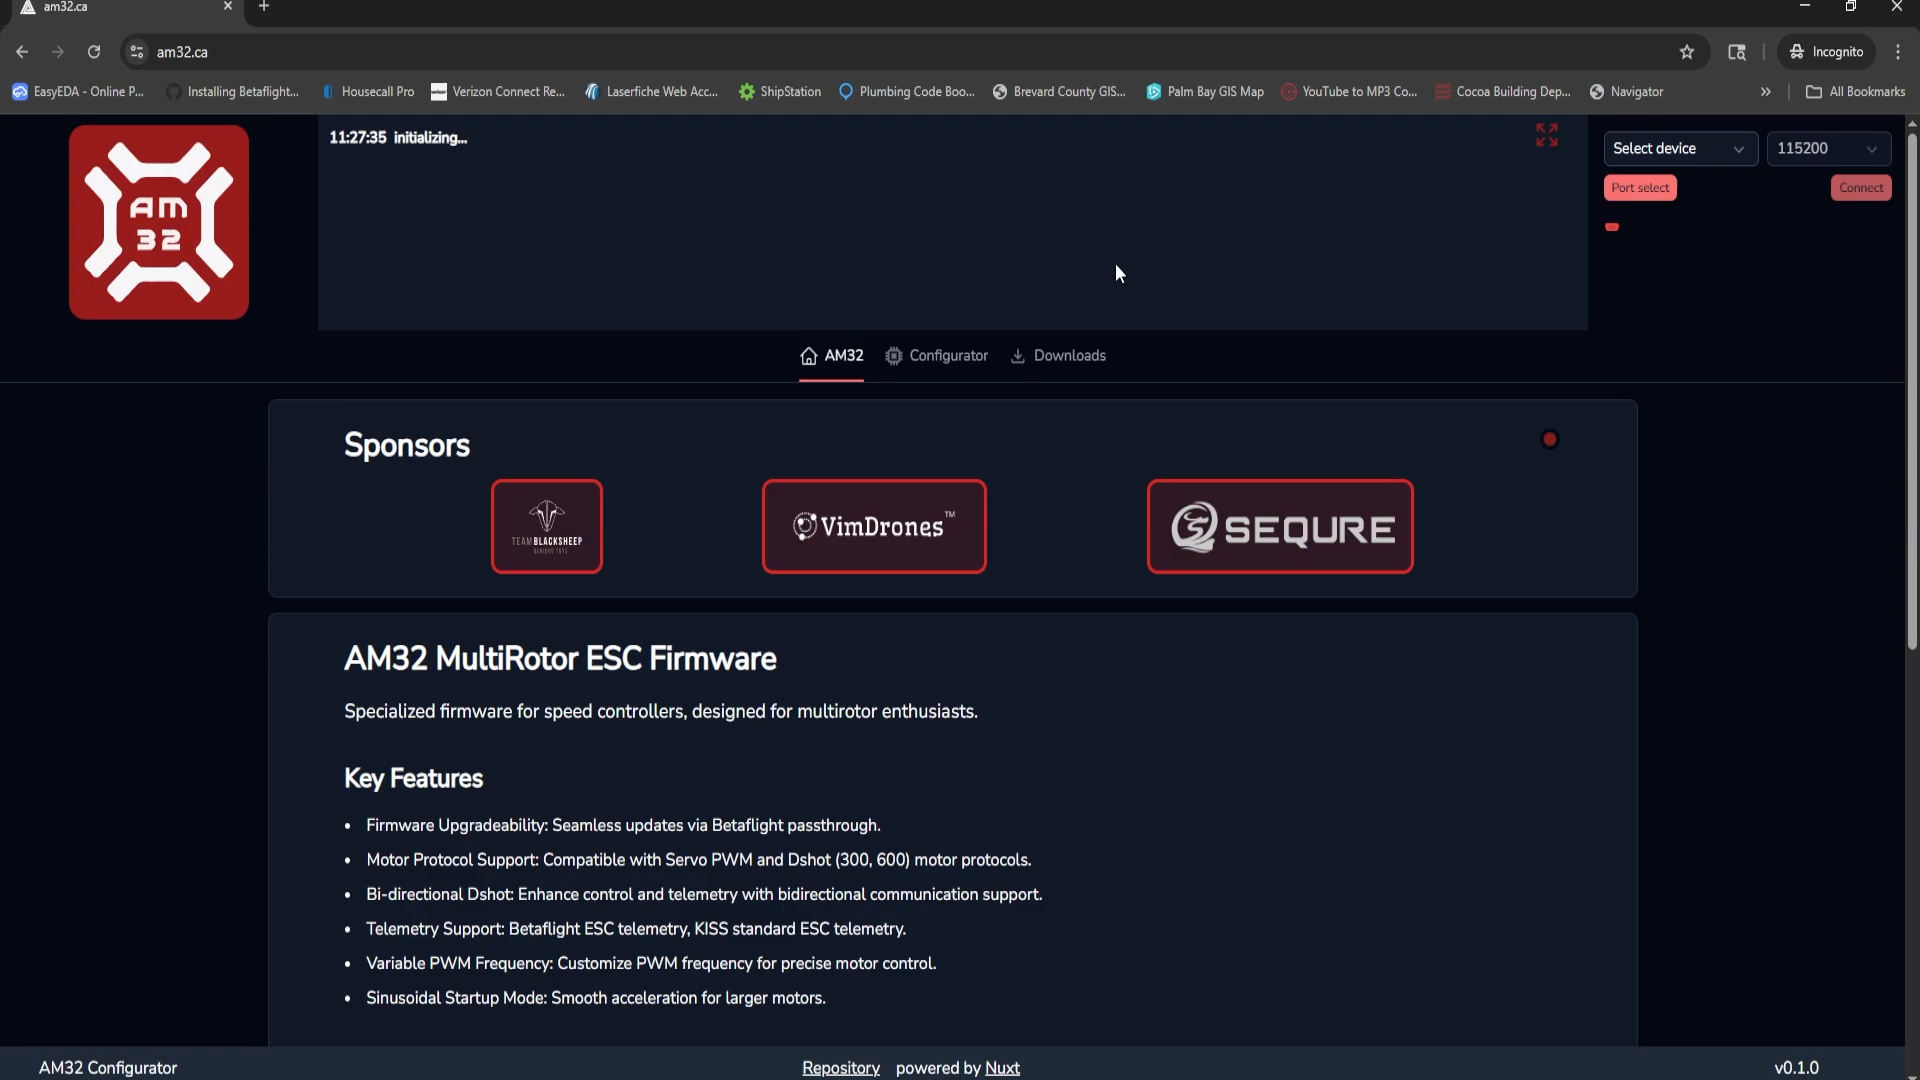 am32.ca
am32.ca
Incognito
EasyEDA - Online P...
Installing Betaflight...
Housecall Pro
Verizon Connect Re...
Laserfiche Web Acc...
ShipStation
Plumbing Code Boo...
Brevard County GIS...
Palm Bay GIS Map
YouTube to MP3 Co...
Cocoa Building Dep...
Navigator
All Bookmarks
AM
32
11:27:35 initializing...
Select device
115200
Port select
Connect
AM32
Configurator
Downloads
Sponsors
TEAM BLACKSHEEP
SERIOUS TOYS
VimDrones™
SEQURE
AM32 MultiRotor ESC Firmware
Specialized firmware for speed controllers, designed for multirotor enthusiasts.
Key Features
• Firmware Upgradeability: Seamless updates via Betaflight passthrough.
• Motor Protocol Support: Compatible with Servo PWM and Dshot (300, 600) motor protocols.
• Bi-directional Dshot: Enhance control and telemetry with bidirectional communication support.
• Telemetry Support: Betaflight ESC telemetry, KISS standard ESC telemetry.
• Variable PWM Frequency: Customize PWM frequency for precise motor control.
• Sinusoidal Startup Mode: Smooth acceleration for larger motors.
AM32 Configurator
Repository powered by Nuxt
v0.1.0